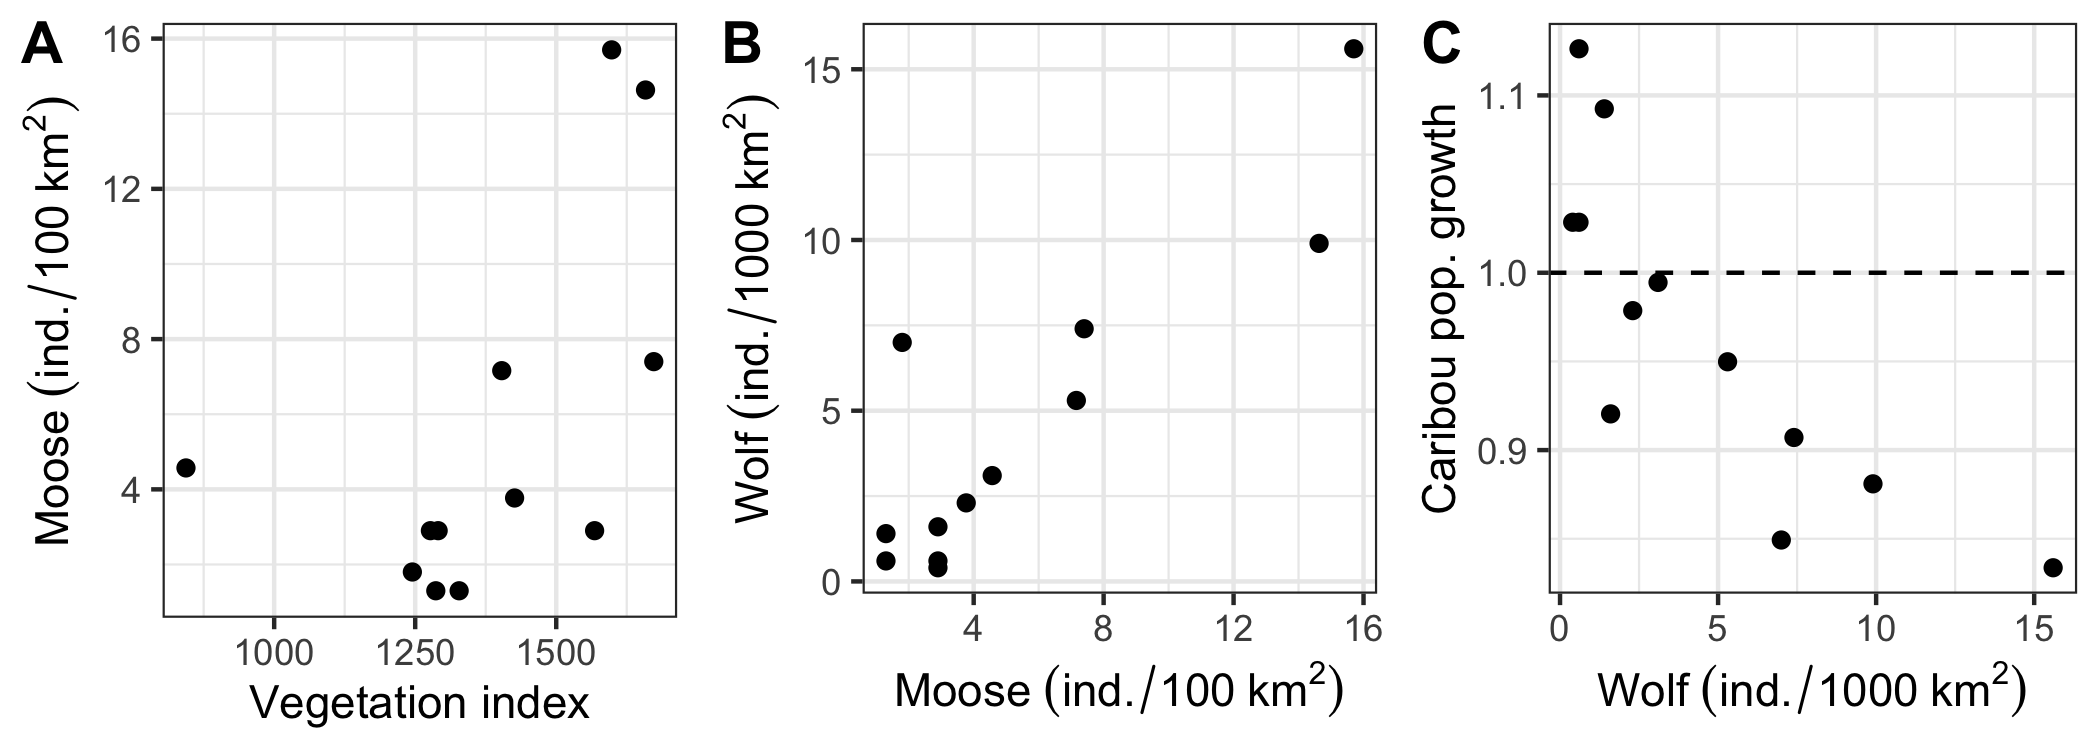 A
Moose (ind./100 km²)
16
12
8
4
1000 1250 1500
Vegetation index
B
Wolf (ind./1000 km²)
15
10
5
0
4 8 12 16
Moose (ind./100 km²)
C
Caribou pop. growth
1.1
1.0
0.9
0 5 10 15
Wolf (ind./1000 km²)